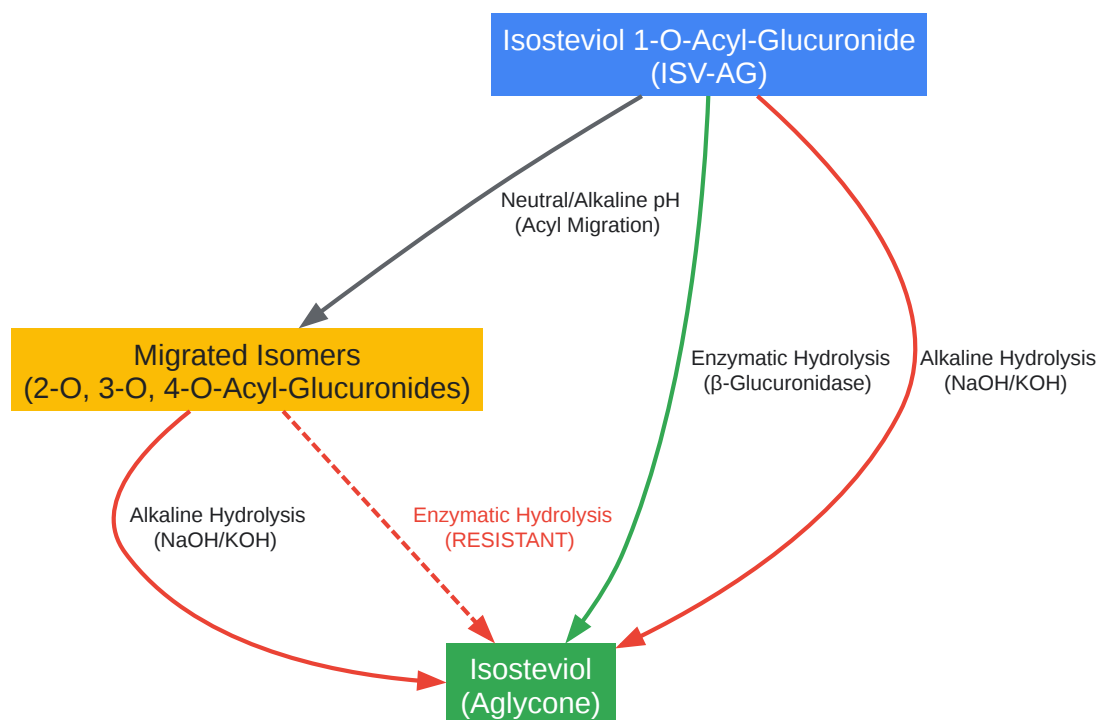 Isosteviol 1-O-Acyl-Glucuronide
(ISV-AG)
Neutral/Alkaline pH
(Acyl Migration)
Migrated Isomers
(2-O, 3-O, 4-O-Acyl-Glucuronides)
Enzymatic Hydrolysis
(β-Glucuronidase)
Alkaline Hydrolysis
(NaOH/KOH)
Alkaline Hydrolysis
(NaOH/KOH)
Enzymatic Hydrolysis
(RESISTANT)
Isosteviol
(Aglycone)